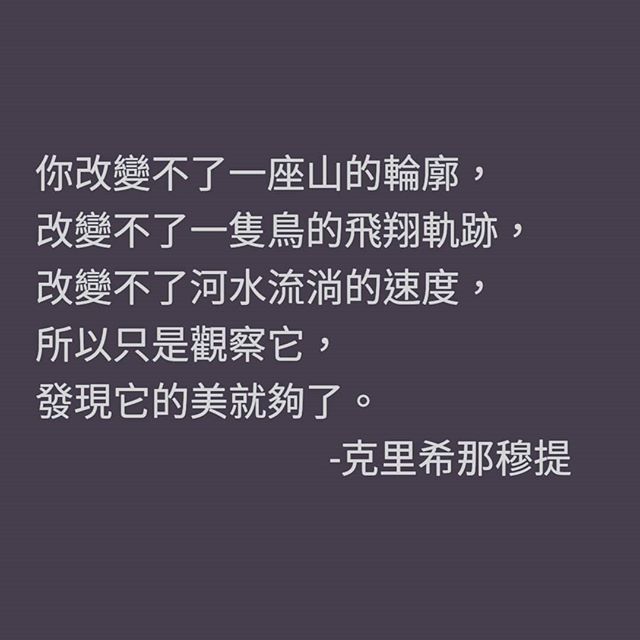 你改變不了一座山的輪廓，
改變不了一隻鳥的飛翔軌跡，
改變不了河水流淌的速度，
所以只是觀察它，
發現它的美就夠了。
-克里希那穆提